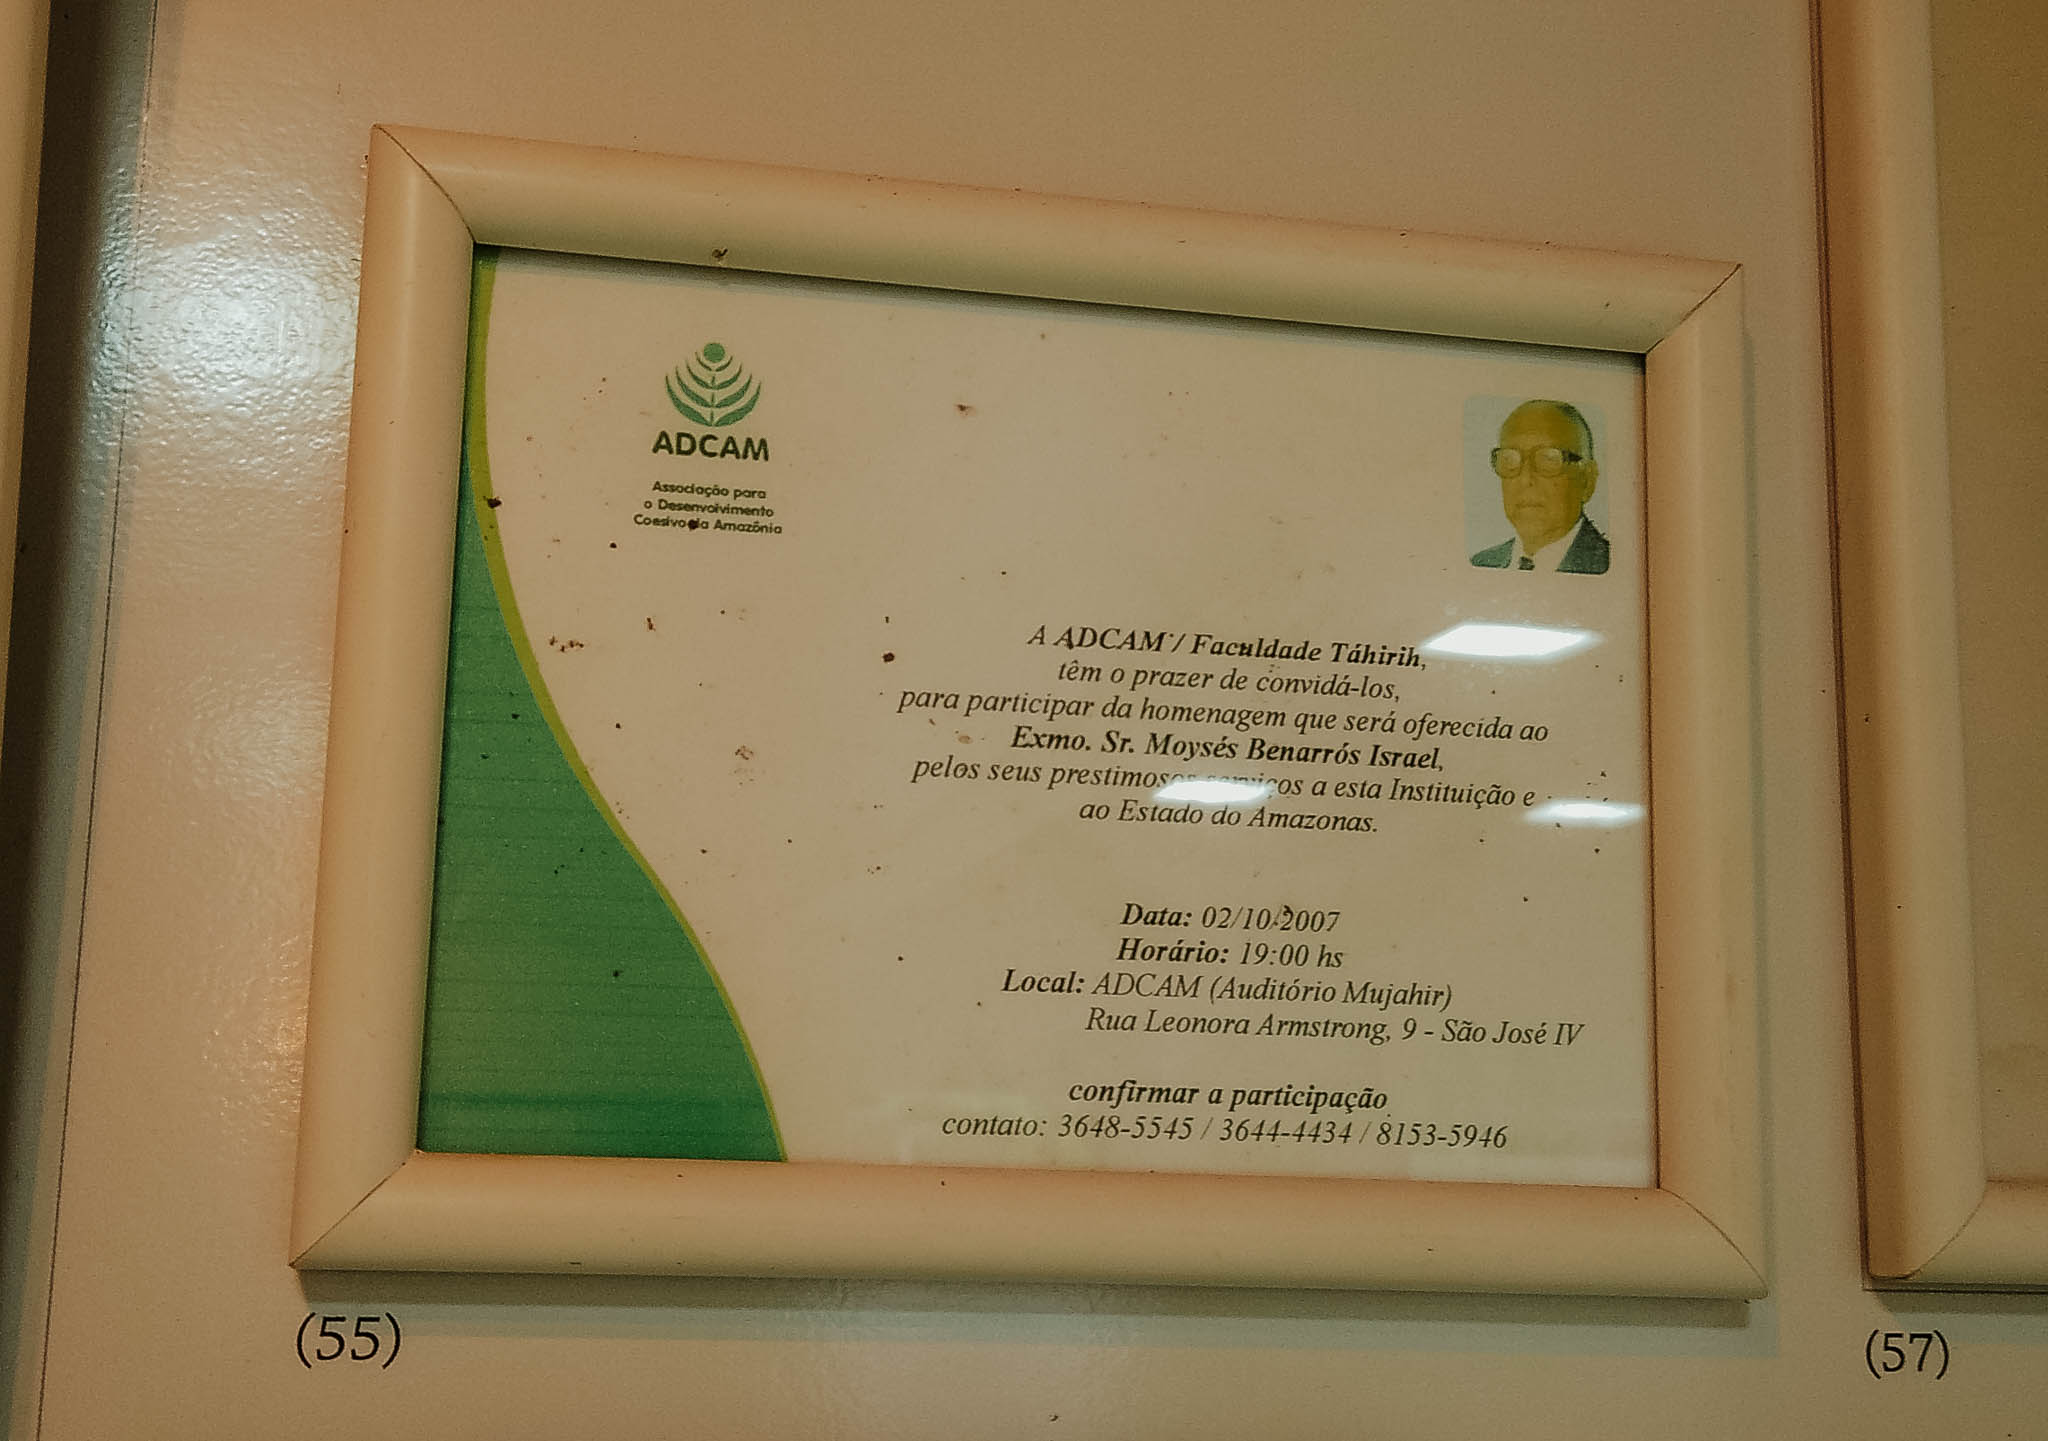 ADCAM
Associação para
o Desenvolvimento
Coesivo da Amazônia
A ADCAM / Faculdade Táhirih,
têm o prazer de convidá-los,
para participar da homenagem que será oferecida ao
Exmo. Sr. Moysés Benarrós Israel,
pelos seus prestimosos serviços a esta Instituição e
ao Estado do Amazonas.
Data: 02/10/2007
Horário: 19:00 hs
Local: ADCAM (Auditório Mujahir)
Rua Leonora Armstrong, 9 - São José IV
confirmar a participação
contato: 3648-5545 / 3644-4434 / 8153-5946
(55)
(57)